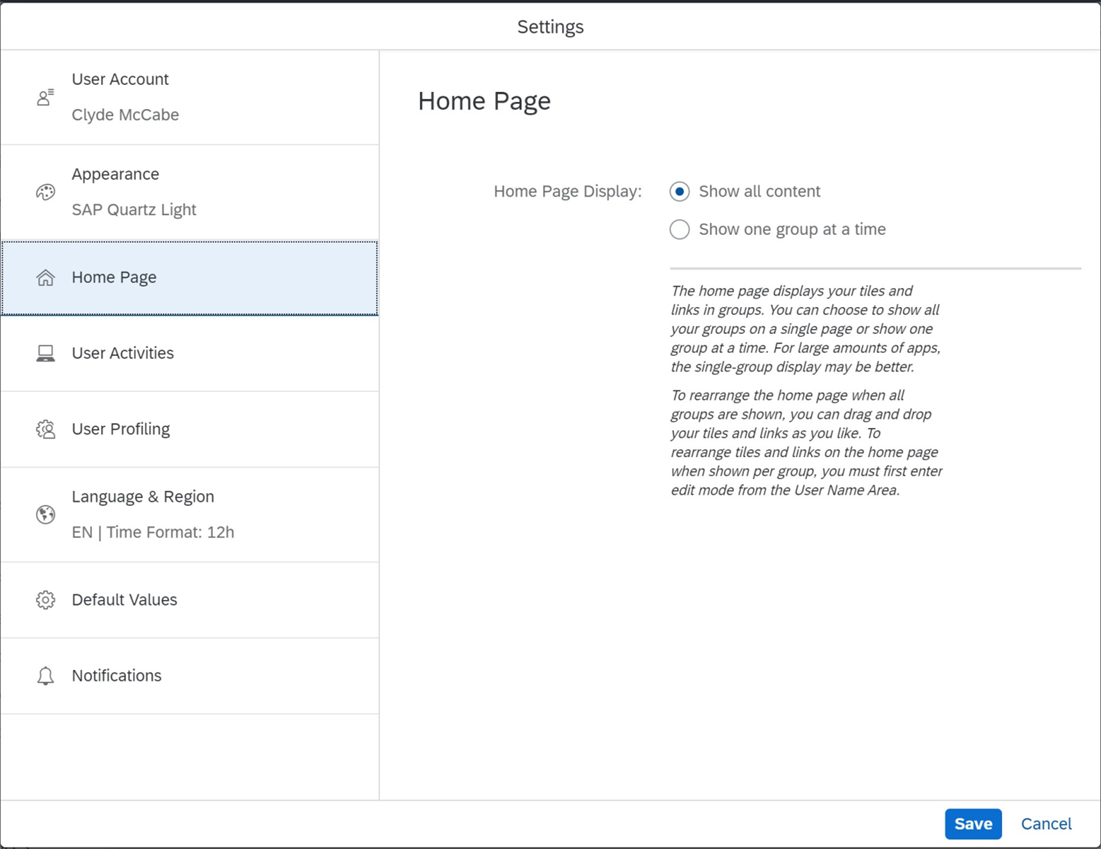 Settings
User Account
Clyde McCabe
Appearance
SAP Quartz Light
Home Page
User Activities
User Profiling
Language & Region
EN | Time Format: 12h
Default Values
Notifications
Home Page
Home Page Display:
Show all content
Show one group at a time
The home page displays your tiles and
links in groups. You can choose to show all
your groups on a single page or show one
group at a time. For large amounts of apps,
the single-group display may be better.
To rearrange the home page when all
groups are shown, you can drag and drop
your tiles and links as you like. To
rearrange tiles and links on the home page
when shown per group, you must first enter
edit mode from the User Name Area.
Save
Cancel